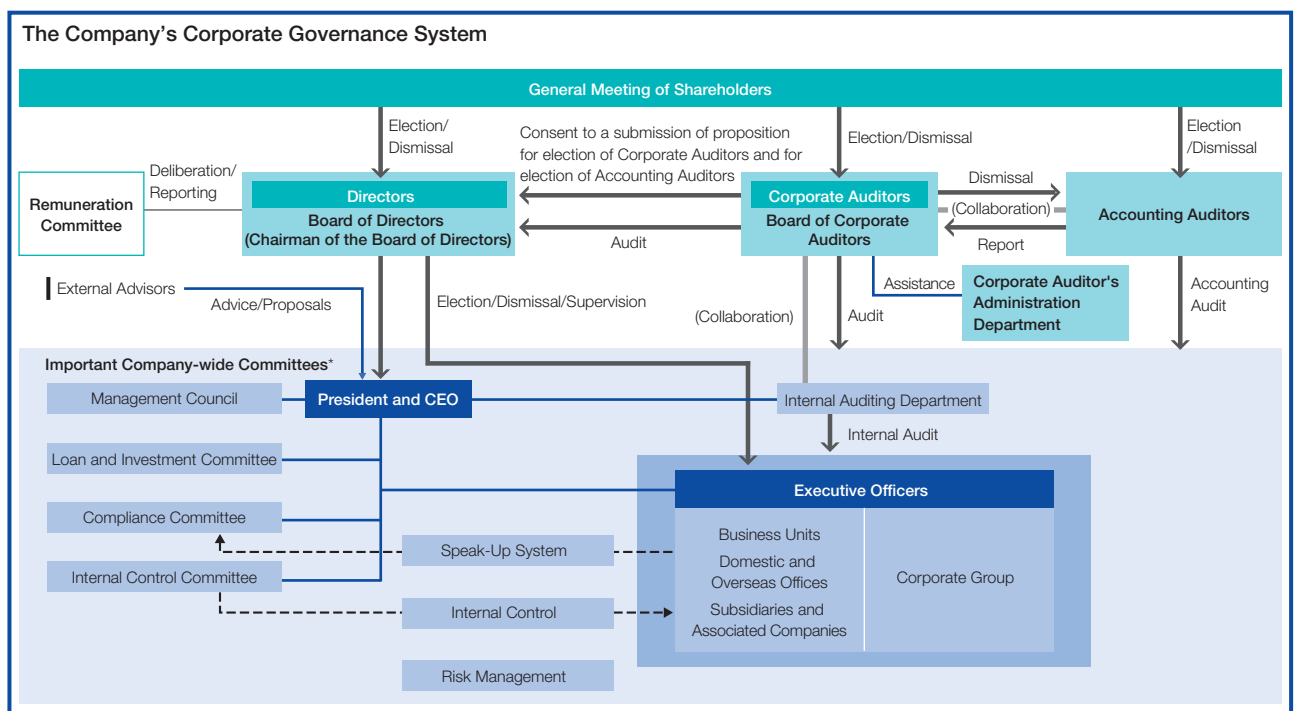 The Company's Corporate Governance System
General Meeting of Shareholders
Election/
Dismissal
Consent to a submission of proposition
for election of Corporate Auditors and for
election of Accounting Auditors
Election/Dismissal
Election
/Dismissal
Remuneration
Committee
Deliberation/
Reporting
Directors
Board of Directors
(Chairman of the Board of Directors)
Audit
Corporate Auditors
Board of Corporate
Auditors
Dismissal
(Collaboration)
Report
Accounting Auditors
External Advisors
Advice/Proposals
Election/Dismissal/Supervision
(Collaboration)
Audit
Assistance
Corporate Auditor's
Administration
Department
Accounting
Audit
Important Company-wide Committees*
Management Council
President and CEO
Internal Auditing Department
Internal Audit
Loan and Investment Committee
Compliance Committee
Internal Control Committee
Speak-Up System
Internal Control
Risk Management
Executive Officers
Business Units
Domestic and
Overseas Offices
Subsidiaries and
Associated Companies
Corporate Group